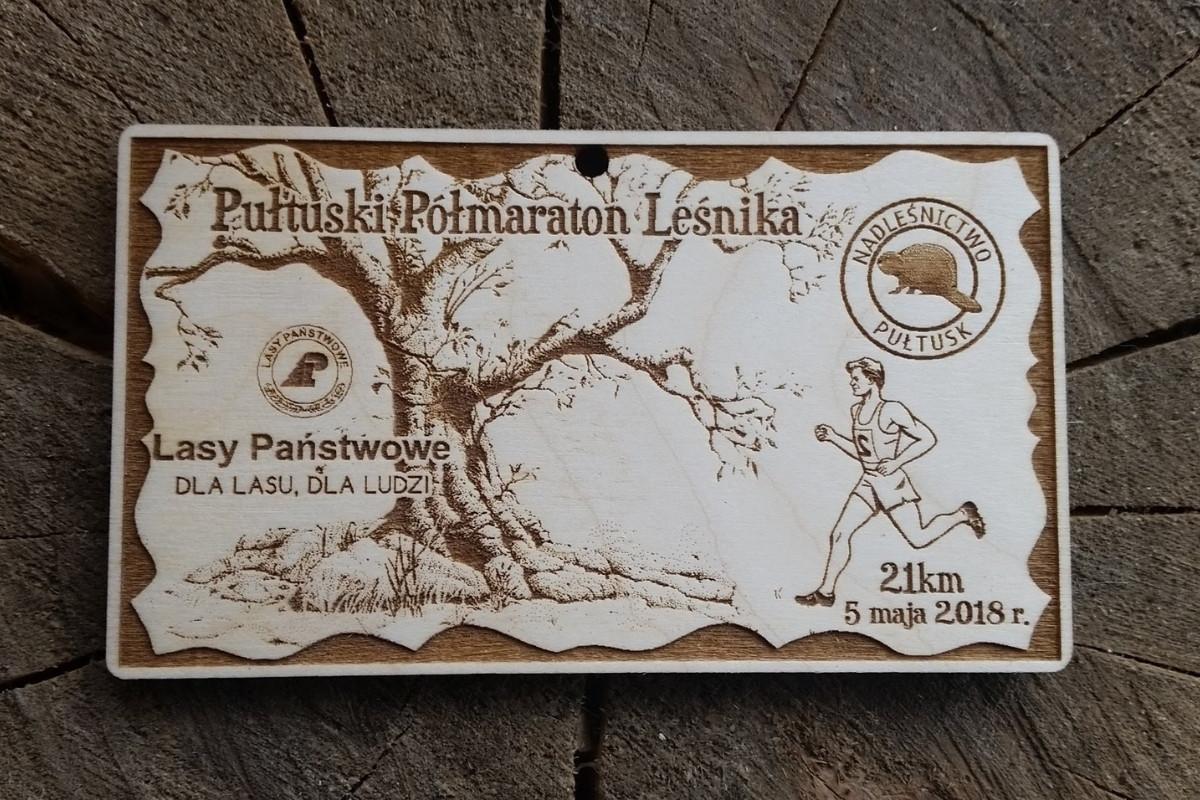 Pułtuski Półmaraton Leśnika
NADLEŚNICTWO
PUŁTUSK
LASY PAŃSTWOWE
Lasy Państwowe
DLA LASU, DLA LUDZI
21km
5 maja 2018 r.